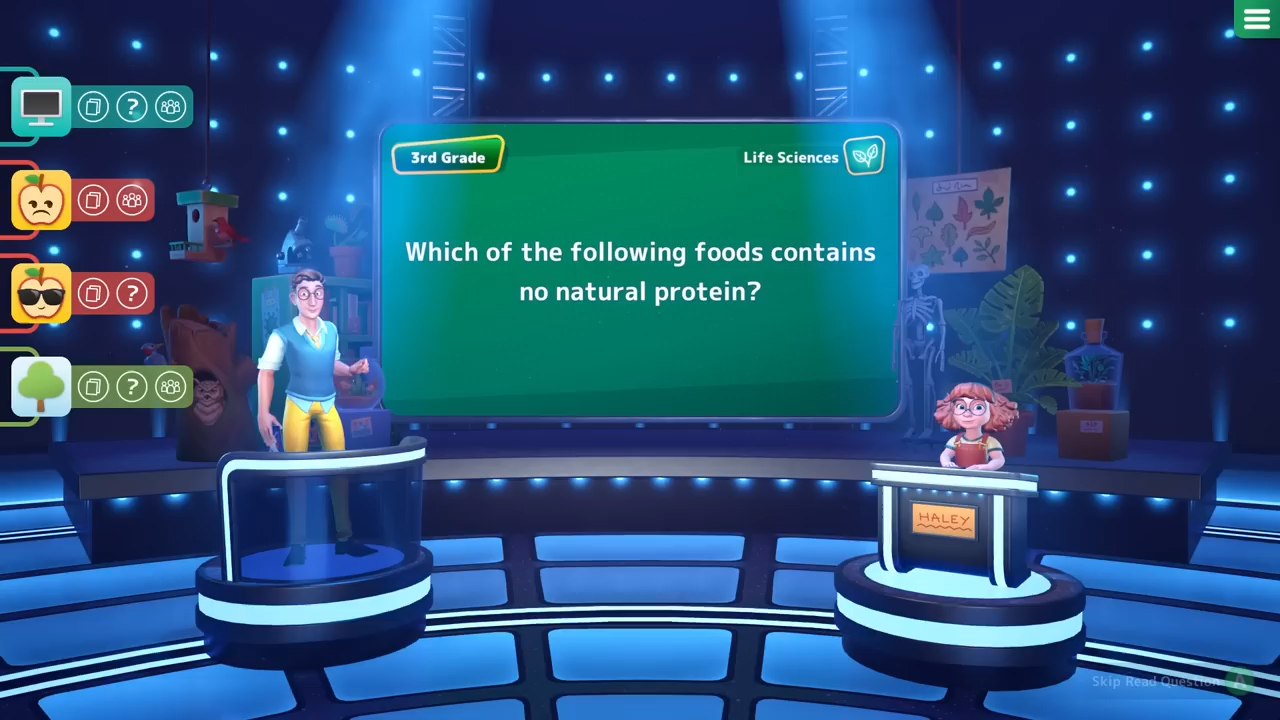 3rd Grade
Life Sciences
Which of the following foods contains
no natural protein?
HALEY
Skip Read Question A